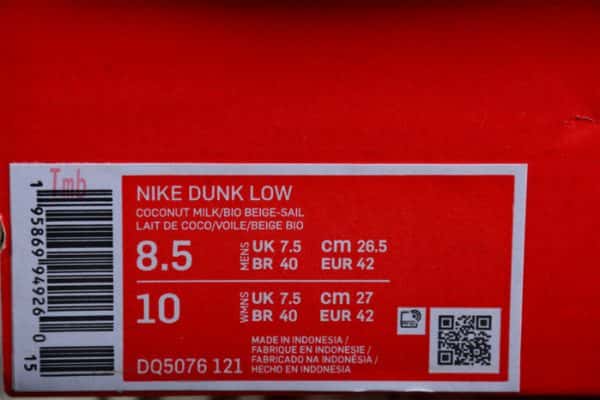 Tmb
1 95869 94926 0 15
NIKE DUNK LOW
COCONUT MILK/BIO BEIGE-SAIL
LAIT DE COCO/VOILE/BEIGE BIO
8.5 MENS UK 7.5 cm 26.5
BR 40 EUR 42
10 WMNS UK 7.5 cm 27
BR 40 EUR 42
DQ5076 121
MADE IN INDONESIA /
FABRIQUE EN INDONESIE /
FABRICADO NA INDONÉSIA /
HECHO EN INDONESIA